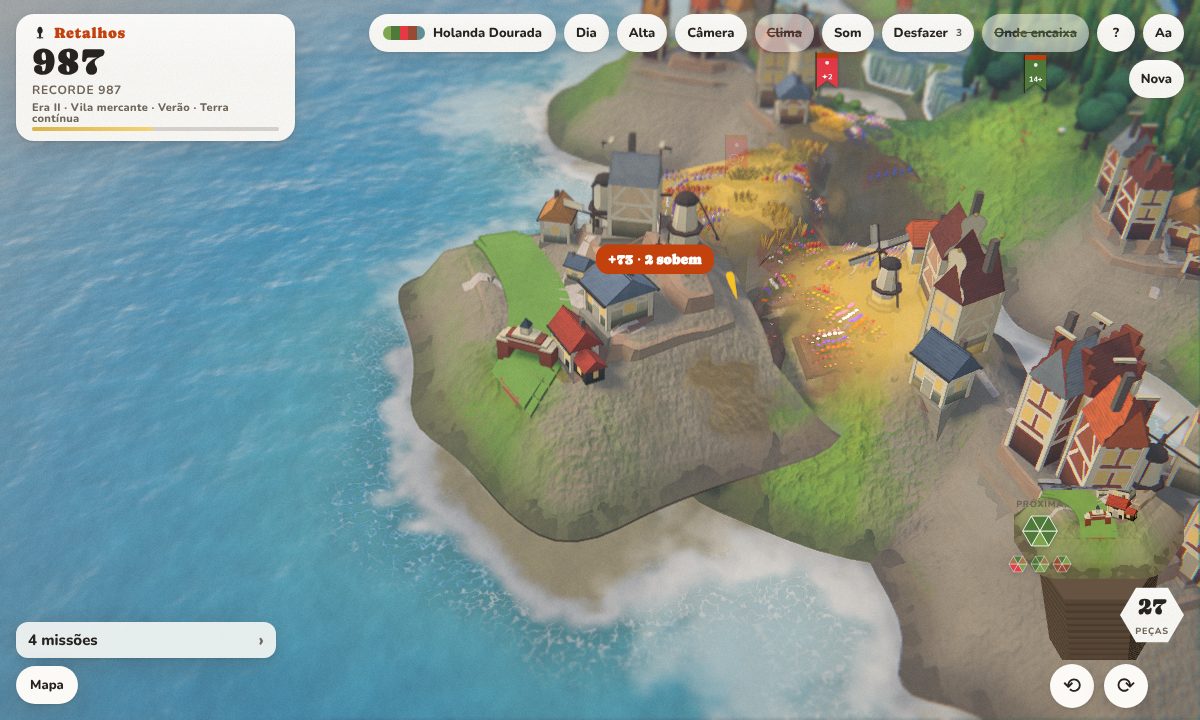 Retalhos
987
RECORDE 987
Era II · Vila mercante · Verão · Terra
contínua
Holanda Dourada
Dia
Alta
Câmera
Clima
Som
Desfazer 3
Onde encaixa
?
Aa
Nova
+2
14+
+75 · 2 sobem
PRÓXIMA
27
PEÇAS
4 missões ›
Mapa
⟲
⟳